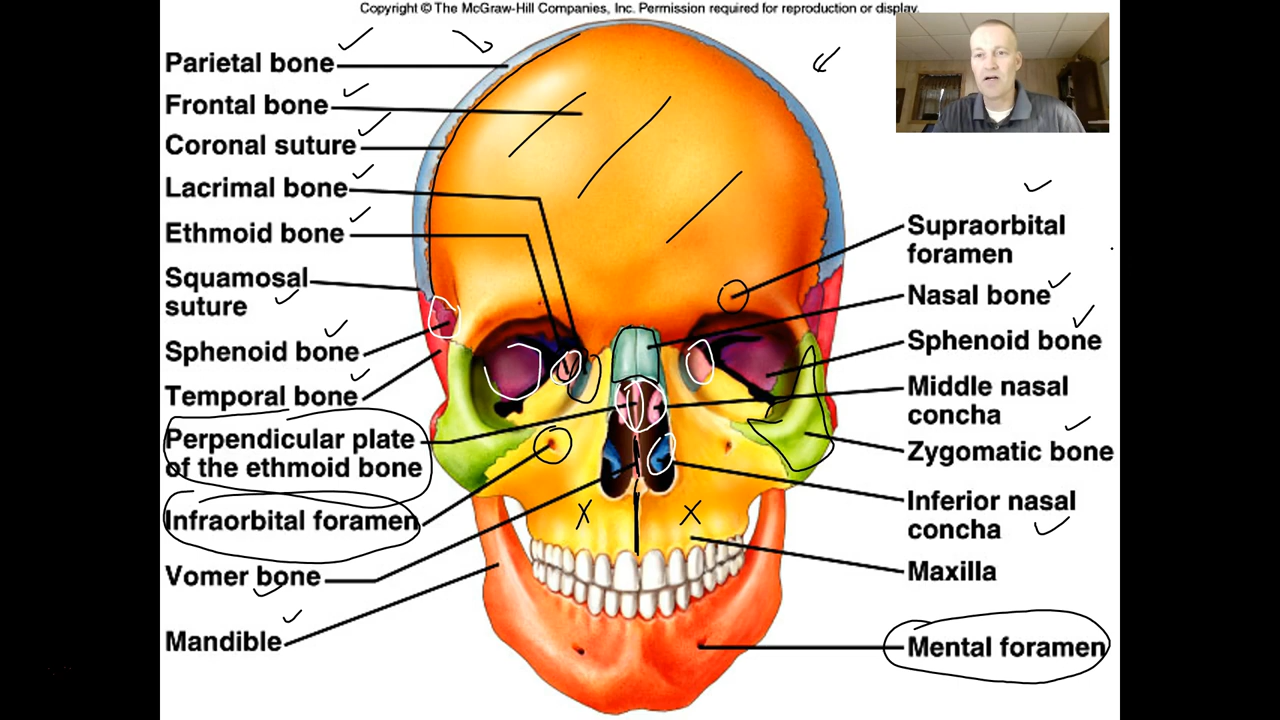 Copyright © The McGraw-Hill Companies, Inc. Permission required for reproduction or display.
Parietal bone
Frontal bone
Coronal suture
Lacrimal bone
Ethmoid bone
Squamosal
suture
Sphenoid bone
Temporal bone
Perpendicular plate
of the ethmoid bone
Infraorbital foramen
Vomer bone
Mandible
Supraorbital
foramen
Nasal bone
Sphenoid bone
Middle nasal
concha
Zygomatic bone
Inferior nasal
concha
Maxilla
Mental foramen
X X